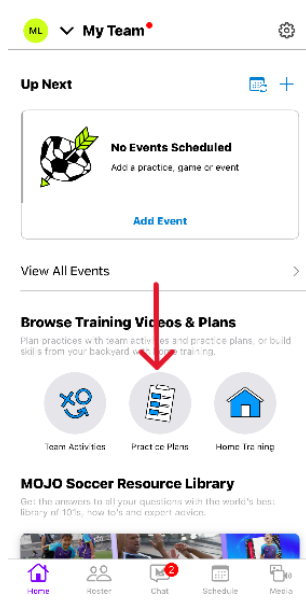 ML My Team
Up Next
No Events Scheduled
Add a practice, game or event
Add Event
View All Events
Browse Training Videos & Plans
Plan practices with team activities and practice plans, or build
skills from your backyard with home training.
Team Activities Practice Plans Home Training
MOJO Soccer Resource Library
Get the answers to all your questions with the world's best
library of 101s, how to's and expert advice.
2
Home Roster Chat Schedule Media